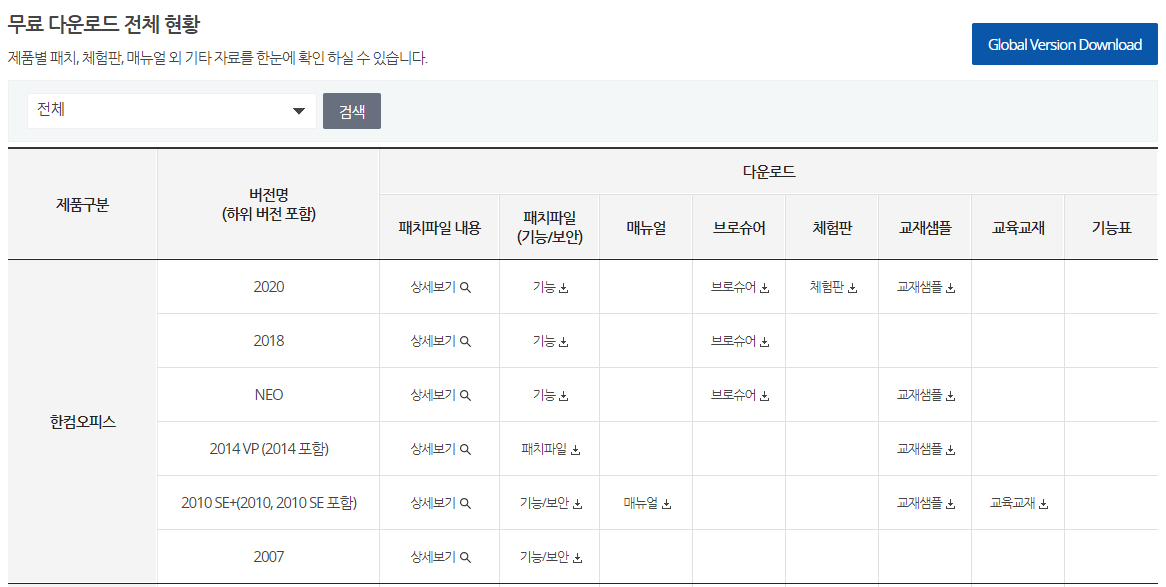 무료 다운로드 전체 현황
제품별 패치, 체험판, 매뉴얼 외 기타 자료를 한눈에 확인 하실 수 있습니다.
Global Version Download
전체
검색
제품구분
버전명
(하위 버전 포함)
다운로드
패치파일 내용
패치파일
(기능/보안)
매뉴얼
브로슈어
체험판
교재샘플
교육교재
기능표
한컴오피스
2020 상세보기 기능 브로슈어 체험판 교재샘플
2018 상세보기 기능 브로슈어
NEO 상세보기 기능 브로슈어 교재샘플
2014 VP (2014 포함) 상세보기 패치파일 교재샘플
2010 SE+(2010, 2010 SE 포함) 상세보기 기능/보안 매뉴얼 교재샘플 교육교재
2007 상세보기 기능/보안